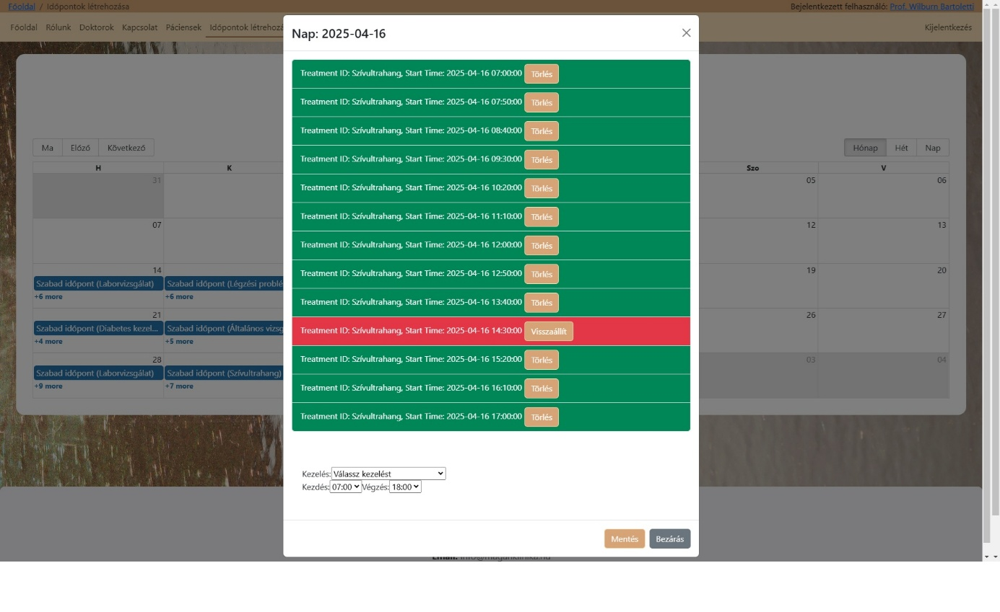 Főoldal / Időpontok létrehozása
Bejelentkezett felhasználó: Prof. Wilburn Bartoletti
Főoldal Rólunk Doktorok Kapcsolat Páciensek Időpontok létrehozá
Kijelentkezés
Nap: 2025-04-16
Treatment ID: Szívultrahang, Start Time: 2025-04-16 07:00:00 Törlés
Treatment ID: Szívultrahang, Start Time: 2025-04-16 07:50:00 Törlés
Treatment ID: Szívultrahang, Start Time: 2025-04-16 08:40:00 Törlés
Treatment ID: Szívultrahang, Start Time: 2025-04-16 09:30:00 Törlés
Treatment ID: Szívultrahang, Start Time: 2025-04-16 10:20:00 Törlés
Treatment ID: Szívultrahang, Start Time: 2025-04-16 11:10:00 Törlés
Treatment ID: Szívultrahang, Start Time: 2025-04-16 12:00:00 Törlés
Treatment ID: Szívultrahang, Start Time: 2025-04-16 12:50:00 Törlés
Treatment ID: Szívultrahang, Start Time: 2025-04-16 13:40:00 Törlés
Treatment ID: Szívultrahang, Start Time: 2025-04-16 14:30:00 Visszaállít
Treatment ID: Szívultrahang, Start Time: 2025-04-16 15:20:00 Törlés
Treatment ID: Szívultrahang, Start Time: 2025-04-16 16:10:00 Törlés
Treatment ID: Szívultrahang, Start Time: 2025-04-16 17:00:00 Törlés
Kezelés: Válassz kezelést
Kezdés: 07:00 Végzés: 18:00
Mentés Bezárás
Ma Előző Következő
Hónap Hét Nap
H K Szo V
31 05 06
07 12 13
14 19 20
Szabad időpont (Laborvizsgálat) Szabad időpont (Légzési problé
+6 more +6 more
21 26 27
Szabad időpont (Diabetes kezel... Szabad időpont (Általános vizsg
+4 more +5 more
28 03 04
Szabad időpont (Laborvizsgálat) Szabad időpont (Szívultrahang)
+9 more +7 more
Email: info@maganklinika.hu